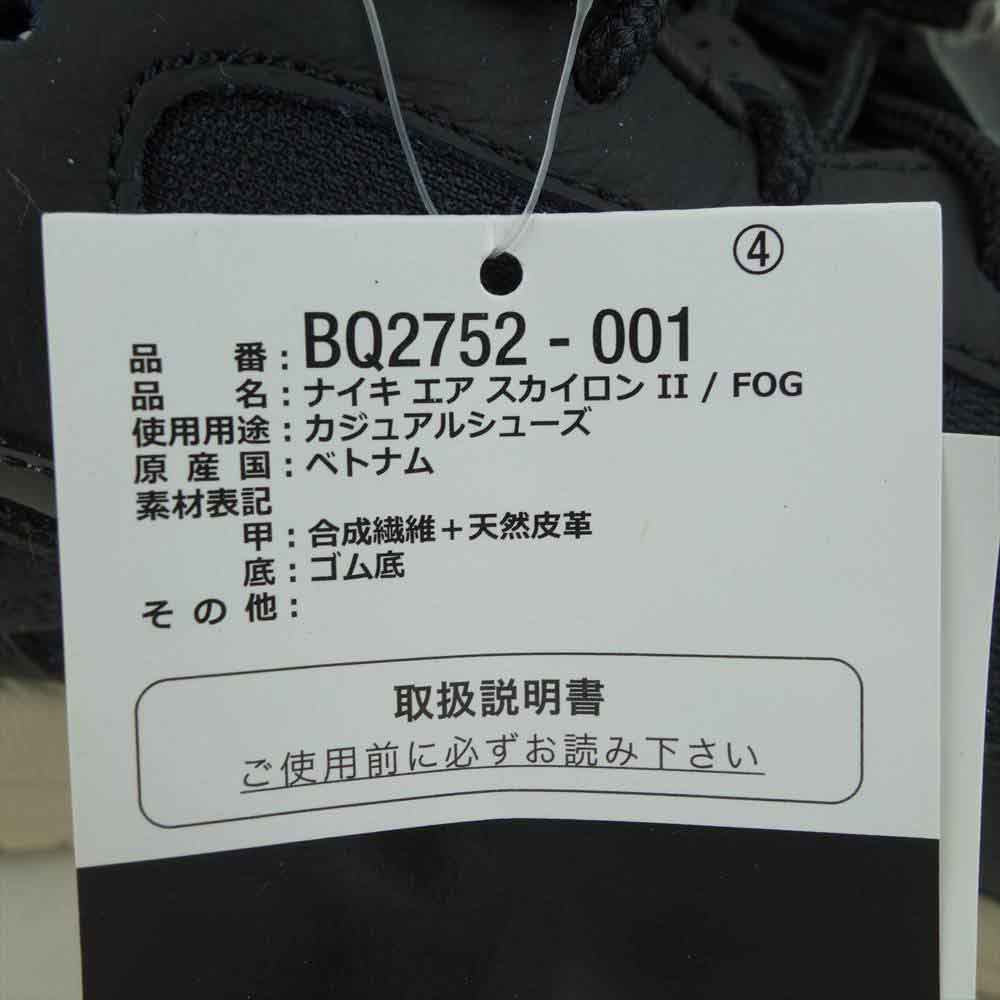 ④
品　番 : BQ2752 - 001
品　名 : ナイキ エア スカイロン II / FOG
使用用途 : カジュアルシューズ
原 産 国 : ベトナム
素材表記
甲 : 合成繊維＋天然皮革
底 : ゴム底
そ の 他 :
取扱説明書
ご使用前に必ずお読み下さい